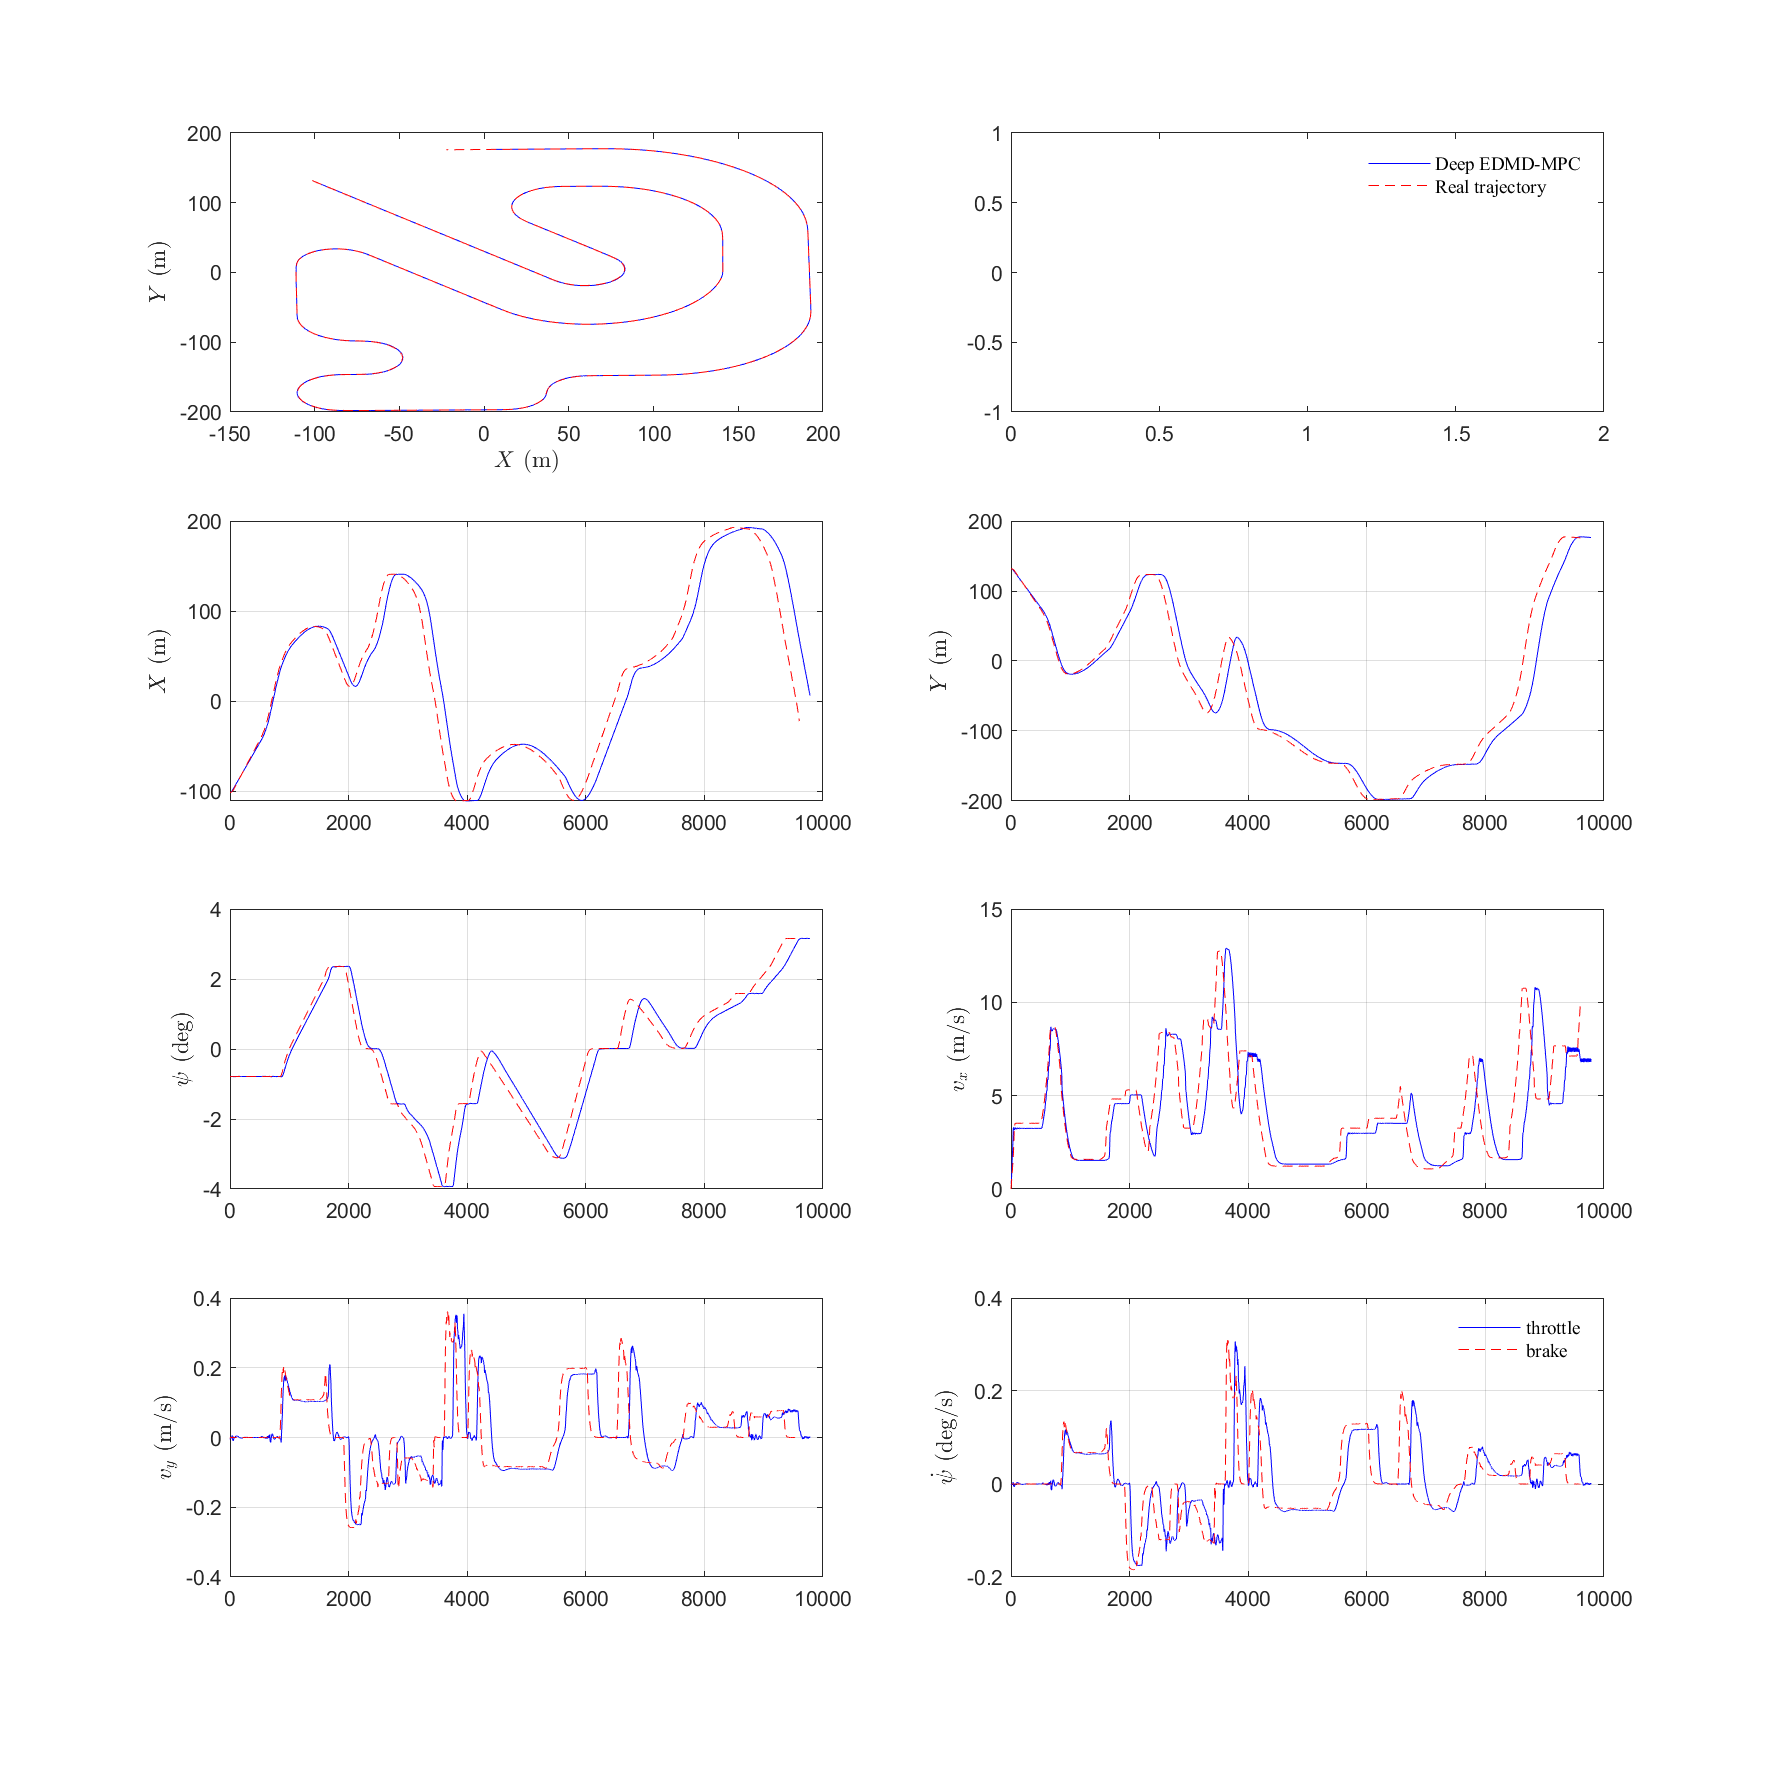 200
100
0
-100
-200
-150 -100 -50 0 50 100 150 200
X (m)
Y (m)
1
0.5
0
-0.5
-1
0 0.5 1 1.5 2
Deep EDMD-MPC
Real trajectory
200
100
0
-100
0 2000 4000 6000 8000 10000
X (m)
200
100
0
-100
-200
0 2000 4000 6000 8000 10000
Y (m)
4
2
0
-2
-4
0 2000 4000 6000 8000 10000
ψ (deg)
15
10
5
0
0 2000 4000 6000 8000 10000
v_x (m/s)
0.4
0.2
0
-0.2
-0.4
0 2000 4000 6000 8000 10000
v_y (m/s)
0.4
0.2
0
-0.2
0 2000 4000 6000 8000 10000
ψ̇ (deg/s)
throttle
brake